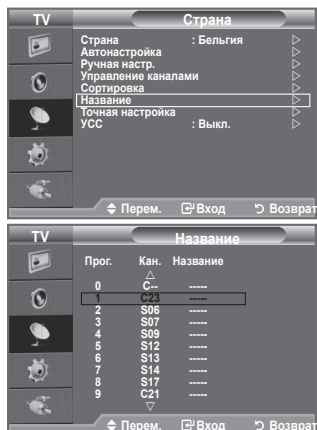 TV Страна
Страна : Бельгия
Автонастройка
Ручная настр.
Управление каналами
Сортировка
Название
Точная настройка
УСС : Выкл.
Перем. Вход Возврат
TV Название
Прог. Кан. Название
0 C-- -----
1 C23 -----
2 S06 -----
3 S07 -----
4 S09 -----
5 S12 -----
6 S13 -----
7 S14 -----
8 S17 -----
9 C21 -----
Перем. Вход Возврат